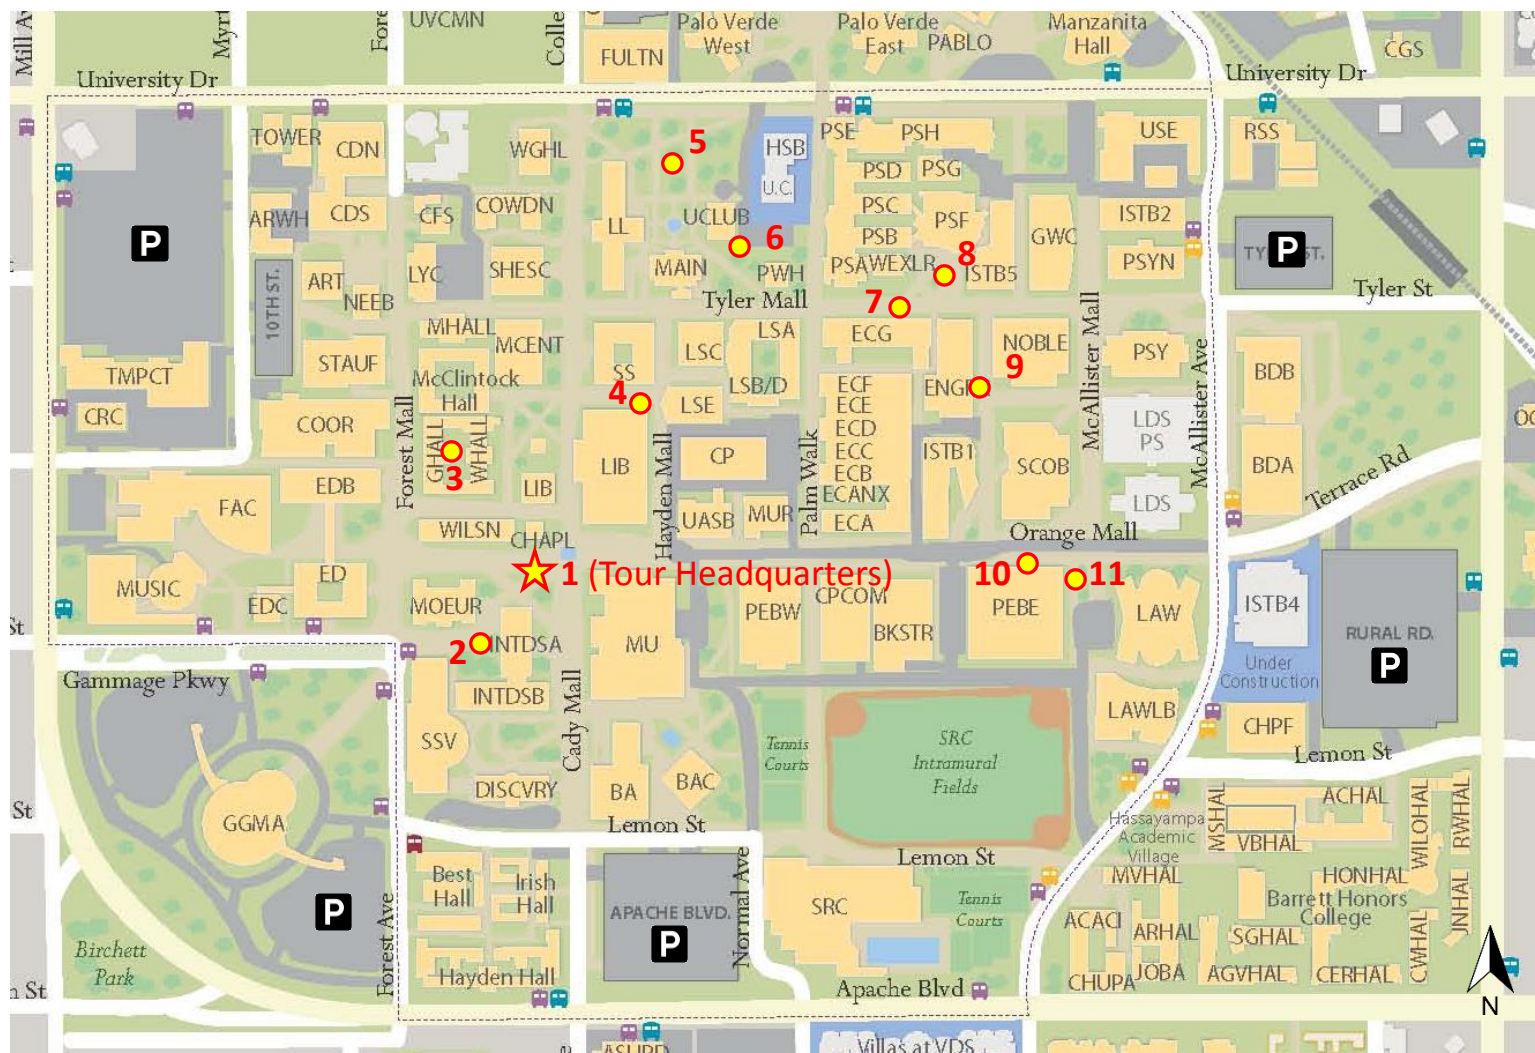 UVCMN
Palo Verde
West
Palo Verde
East
PABLO
Manzanita
Hall
CGS
FULTN
Mill Av
Myrt
Fore
Colle
University Dr
University Dr
TOWER
CDN
WGHL
5
HSB
U.C.
PSE
PSH
USE
RSS
PSD
PSG
ARWH
CDS
CFS
COWDN
LL
UCLUB
6
PSC
PSF
PSB
GWC
ISTB2
P
LYC
SHESC
MAIN
PWH
PSA
WEXLR
8
ISTB5
PSYN
TY
ST.
P
ART
NEEB
10TH ST.
Tyler Mall
7
Tyler St
MHALL
MCENT
SS
LSC
LSA
ECG
NOBLE
McAllister Mall
PSY
McAllister Ave
STAUF
TMPCT
McClintock
Hall
4
LSB/D
LSE
ECF
ECE
ECD
ECC
ECB
ECANX
ECA
9
BDB
CRC
COOR
Forest Mall
GHALL
WHALL
3
LIB
LIB
Hayden Mall
CP
Palm Walk
ISTB1
SCOB
LDS
PS
LDS
BDA
Terrace Rd
FAC
EDB
UASB
MUR
WILSN
CHAPL
Orange Mall
MUSIC
ED
EDC
1 (Tour Headquarters)
10
11
MOEUR
2
INTDSA
INTDSB
MU
PEBW
CPCOM
BKSTR
PEBE
LAW
ISTB4
Under
Construction
RURAL RD.
P
St
Gammage Pkwy
Cady Mall
SSV
Tennis
Courts
SRC
Intramural
Fields
LAWLB
CHPF
Lemon St
DISCVRY
BA
BAC
GGMA
St
Lemon St
Lemon St
Hassayampa
Academic
Village
MSHAL
ACHAL
VBHAL
WILOHAL
RWHAL
Best
Hall
Irish
Hall
MVHAL
HONHAL
Barrett Honors
College
P
Forest Ave
APACHE BLVD.
P
Normal Ave
SRC
Tennis
Courts
ACACI
ARHAL
SGHAL
CWHAL
JNHAL
Birchett
Park
Hayden Hall
CHUPA
JOBA
AGVHAL
CERHAL
Apache Blvd
n St
N
Villas at VDS